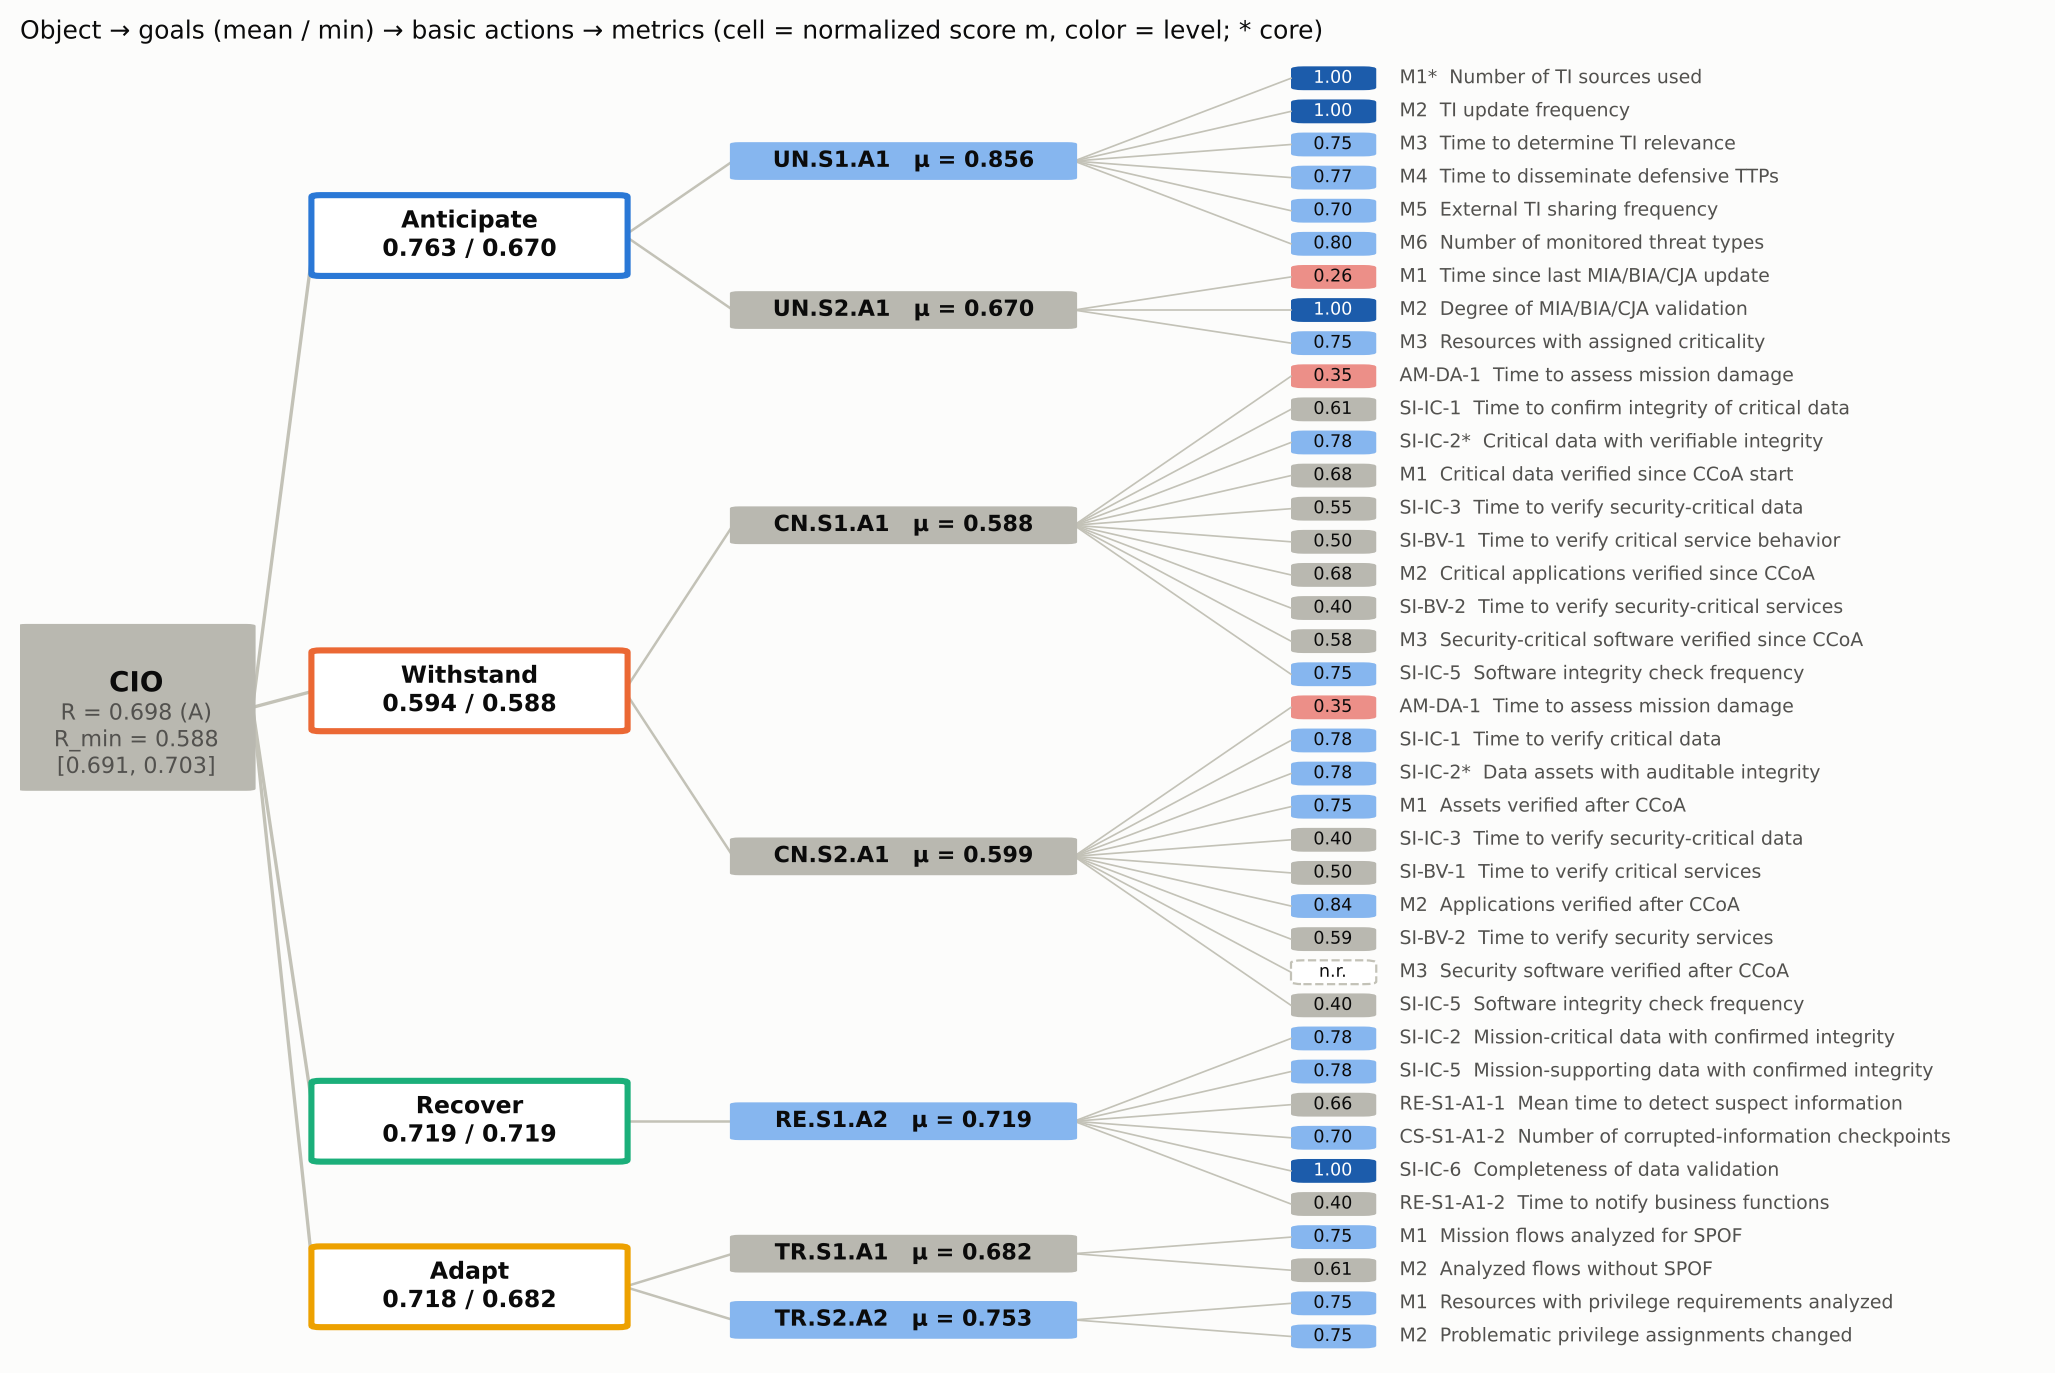 Object → goals (mean / min) → basic actions → metrics (cell = normalized score m, color = level; * core)
CIO
R = 0.698 (A)
R_min = 0.588
[0.691, 0.703]
Anticipate
0.763 / 0.670
UN.S1.A1 μ = 0.856
1.00 M1* Number of TI sources used
1.00 M2 TI update frequency
0.75 M3 Time to determine TI relevance
0.77 M4 Time to disseminate defensive TTPs
0.70 M5 External TI sharing frequency
0.80 M6 Number of monitored threat types
UN.S2.A1 μ = 0.670
0.26 M1 Time since last MIA/BIA/CJA update
1.00 M2 Degree of MIA/BIA/CJA validation
0.75 M3 Resources with assigned criticality
Withstand
0.594 / 0.588
CN.S1.A1 μ = 0.588
0.35 AM-DA-1 Time to assess mission damage
0.61 SI-IC-1 Time to confirm integrity of critical data
0.78 SI-IC-2* Critical data with verifiable integrity
0.68 M1 Critical data verified since CCoA start
0.55 SI-IC-3 Time to verify security-critical data
0.50 SI-BV-1 Time to verify critical service behavior
0.68 M2 Critical applications verified since CCoA
0.40 SI-BV-2 Time to verify security-critical services
0.58 M3 Security-critical software verified since CCoA
0.75 SI-IC-5 Software integrity check frequency
CN.S2.A1 μ = 0.599
0.35 AM-DA-1 Time to assess mission damage
0.78 SI-IC-1 Time to verify critical data
0.78 SI-IC-2* Data assets with auditable integrity
0.75 M1 Assets verified after CCoA
0.40 SI-IC-3 Time to verify security-critical data
0.50 SI-BV-1 Time to verify critical services
0.84 M2 Applications verified after CCoA
0.59 SI-BV-2 Time to verify security services
n.r. M3 Security software verified after CCoA
0.40 SI-IC-5 Software integrity check frequency
Recover
0.719 / 0.719
RE.S1.A2 μ = 0.719
0.78 SI-IC-2 Mission-critical data with confirmed integrity
0.78 SI-IC-5 Mission-supporting data with confirmed integrity
0.66 RE-S1-A1-1 Mean time to detect suspect information
0.70 CS-S1-A1-2 Number of corrupted-information checkpoints
1.00 SI-IC-6 Completeness of data validation
0.40 RE-S1-A1-2 Time to notify business functions
Adapt
0.718 / 0.682
TR.S1.A1 μ = 0.682
0.75 M1 Mission flows analyzed for SPOF
0.61 M2 Analyzed flows without SPOF
TR.S2.A2 μ = 0.753
0.75 M1 Resources with privilege requirements analyzed
0.75 M2 Problematic privilege assignments changed